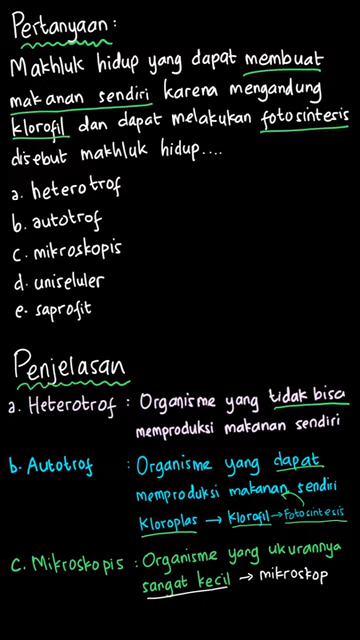 Pertanyaan :
Makhluk hidup yang dapat membuat
makanan sendiri karena mengandung
klorofil dan dapat melakukan fotosintesis
disebut makhluk hidup....
a. heterotrof
b. autotrof
c. mikroskopis
d. uniseluler
e. saprofit
Penjelasan
a. Heterotrof : Organisme yang tidak bisa
memproduksi makanan sendiri
b. Autotrof : Organisme yang dapat
memproduksi makanan sendiri
Kloroplas → Klorofil → Fotosintesis
c. Mikroskopis : Organisme yang ukurannya
sangat kecil → mikroskop